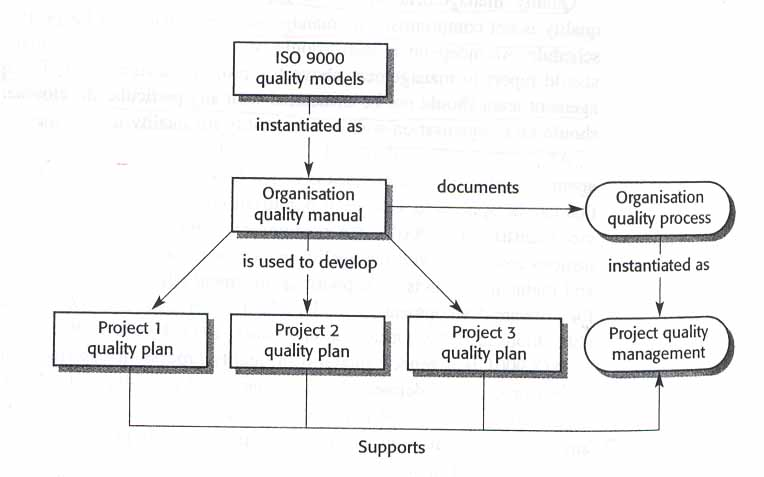 ISO 9000
quality models
instantiated as
Organisation
quality manual
documents
Organisation
quality process
is used to develop
instantiated as
Project 1
quality plan
Project 2
quality plan
Project 3
quality plan
Project quality
management
Supports